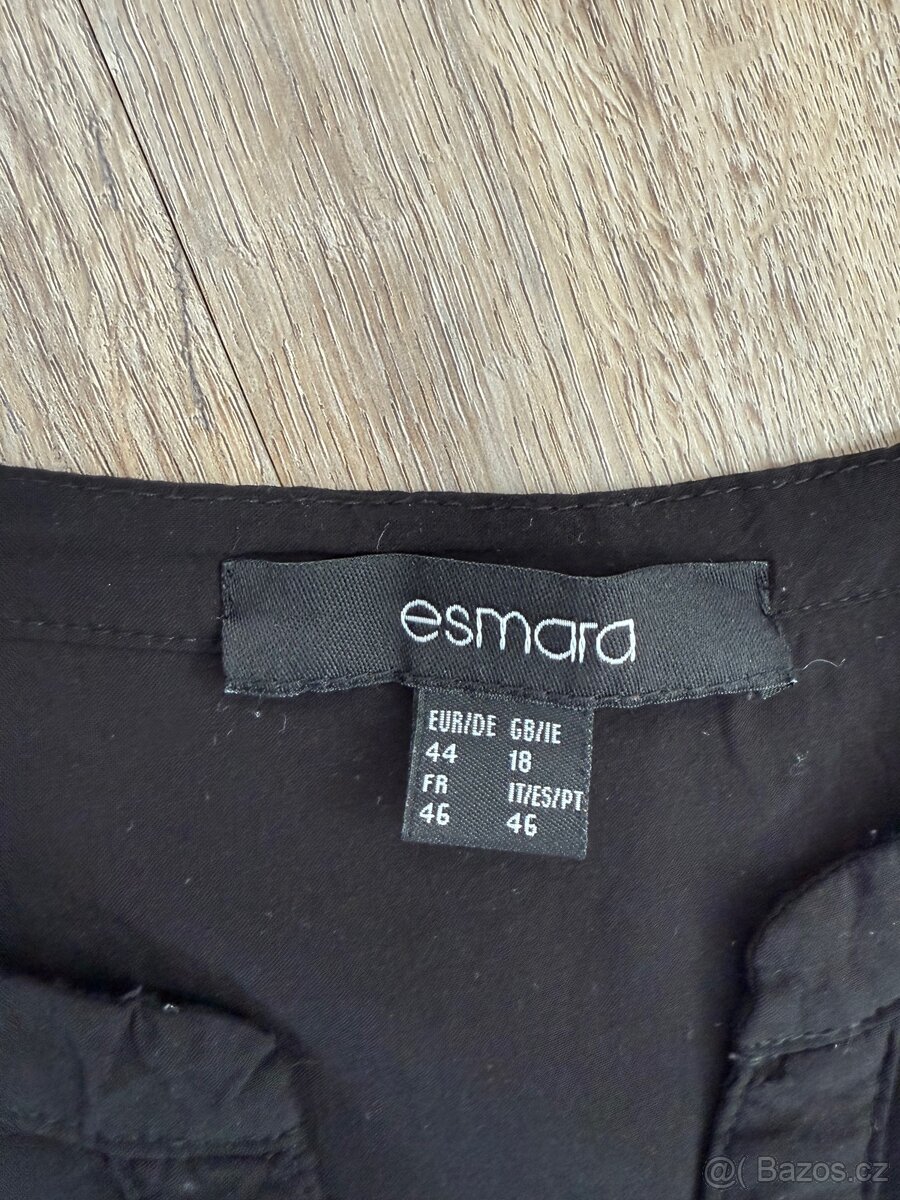 esmara
EUR/DE GB/IE
44 18
FR IT/ES/PT
46 46
@( Bazos.cz